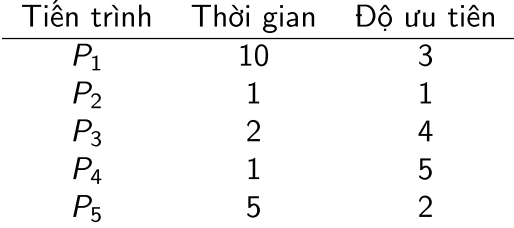 Tiến trình Thời gian Độ ưu tiên
P1 10 3
P2 1 1
P3 2 4
P4 1 5
P5 5 2